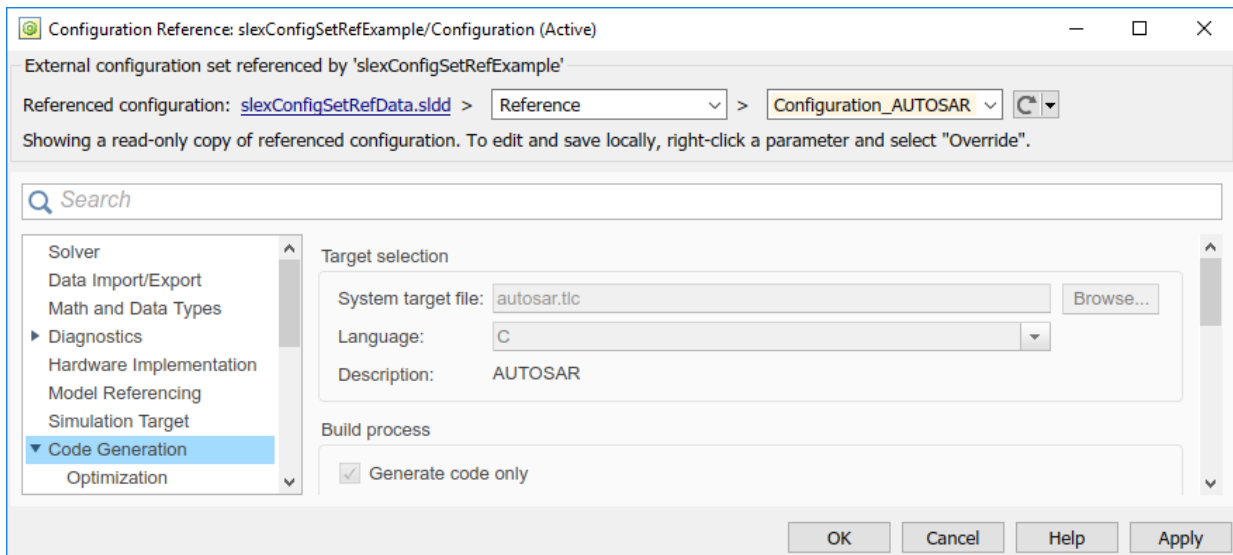 Configuration Reference: slexConfigSetRefExample/Configuration (Active)
External configuration set referenced by 'slexConfigSetRefExample'
Referenced configuration: slexConfigSetRefData.sldd > Reference > Configuration_AUTOSAR
Showing a read-only copy of referenced configuration. To edit and save locally, right-click a parameter and select "Override".
Search
Solver
Data Import/Export
Math and Data Types
Diagnostics
Hardware Implementation
Model Referencing
Simulation Target
Code Generation
Optimization
Target selection
System target file: autosar.tlc Browse...
Language: C
Description: AUTOSAR
Build process
Generate code only
OK Cancel Help Apply